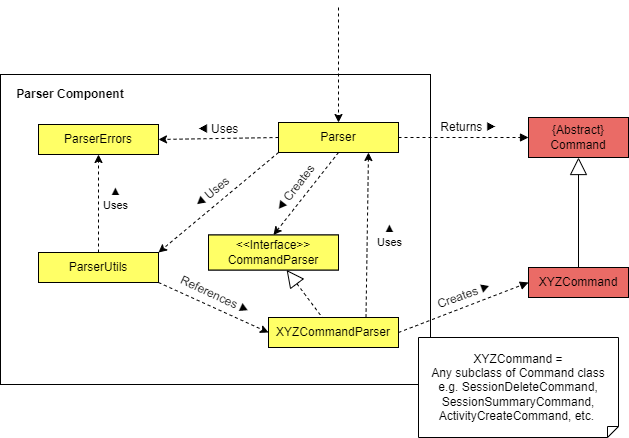 Parser Component
ParserErrors
◀ Uses
Parser
Returns ▶
{Abstract}
Command
▲
Uses
◀ Uses
◀ Creates
<<Interface>>
CommandParser
▲
Uses
ParserUtils
References ▶
XYZCommandParser
Creates ▶
XYZCommand
XYZCommand =
Any subclass of Command class
e.g. SessionDeleteCommand,
SessionSummaryCommand,
ActivityCreateCommand, etc.